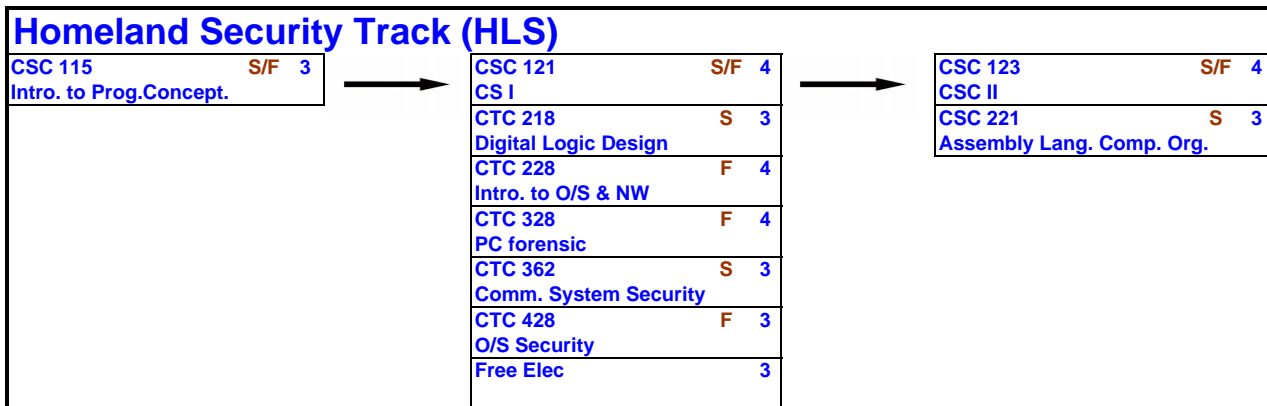 Homeland Security Track (HLS)
CSC 115 S/F 3
Intro. to Prog.Concept.
CSC 121 S/F 4
CS I
CTC 218 S 3
Digital Logic Design
CTC 228 F 4
Intro. to O/S & NW
CTC 328 F 4
PC forensic
CTC 362 S 3
Comm. System Security
CTC 428 F 3
O/S Security
Free Elec 3
CSC 123 S/F 4
CSC II
CSC 221 S 3
Assembly Lang. Comp. Org.